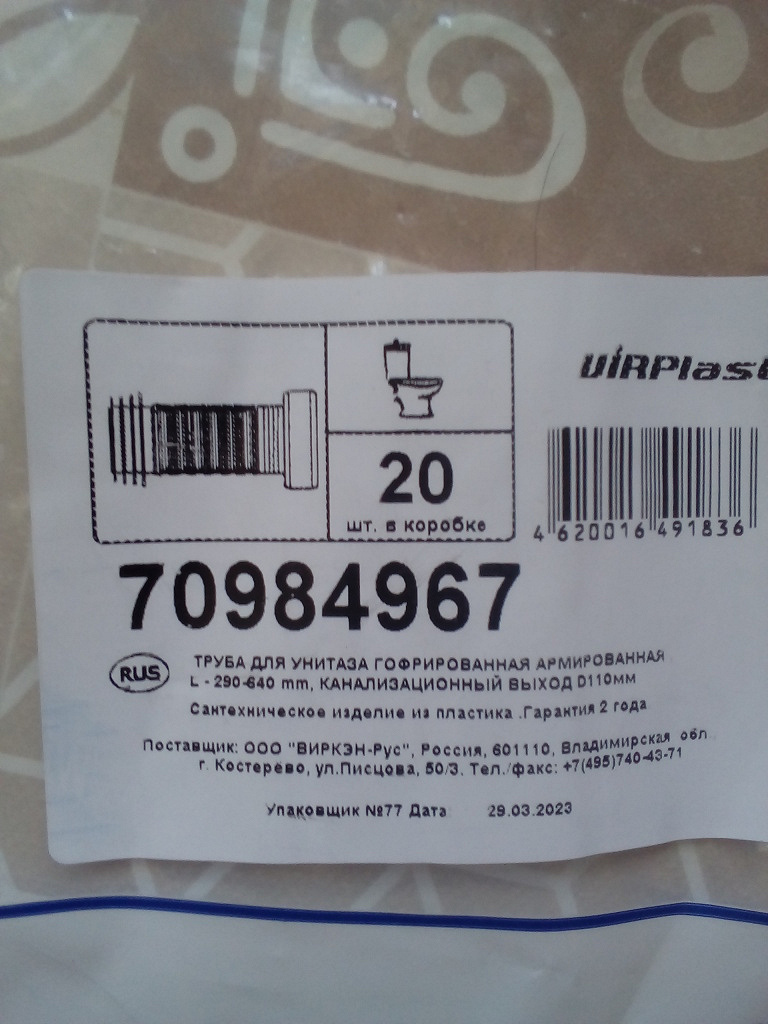 VIRPlast
20
шт. в коробке
4 620016 491836
70984967
RUS
ТРУБА ДЛЯ УНИТАЗА ГОФРИРОВАННАЯ АРМИРОВАННАЯ
L - 290-640 mm, КАНАЛИЗАЦИОННЫЙ ВЫХОД D110мм
Сантехническое изделие из пластика .Гарантия 2 года
Поставщик: ООО "ВИРКЭН-Рус", Россия, 601110, Владимирская обл.
г. Костерево, ул.Писцова, 50/3. Тел./факс: +7(495)740-43-71
Упаковщик №77 Дата 29.03.2023